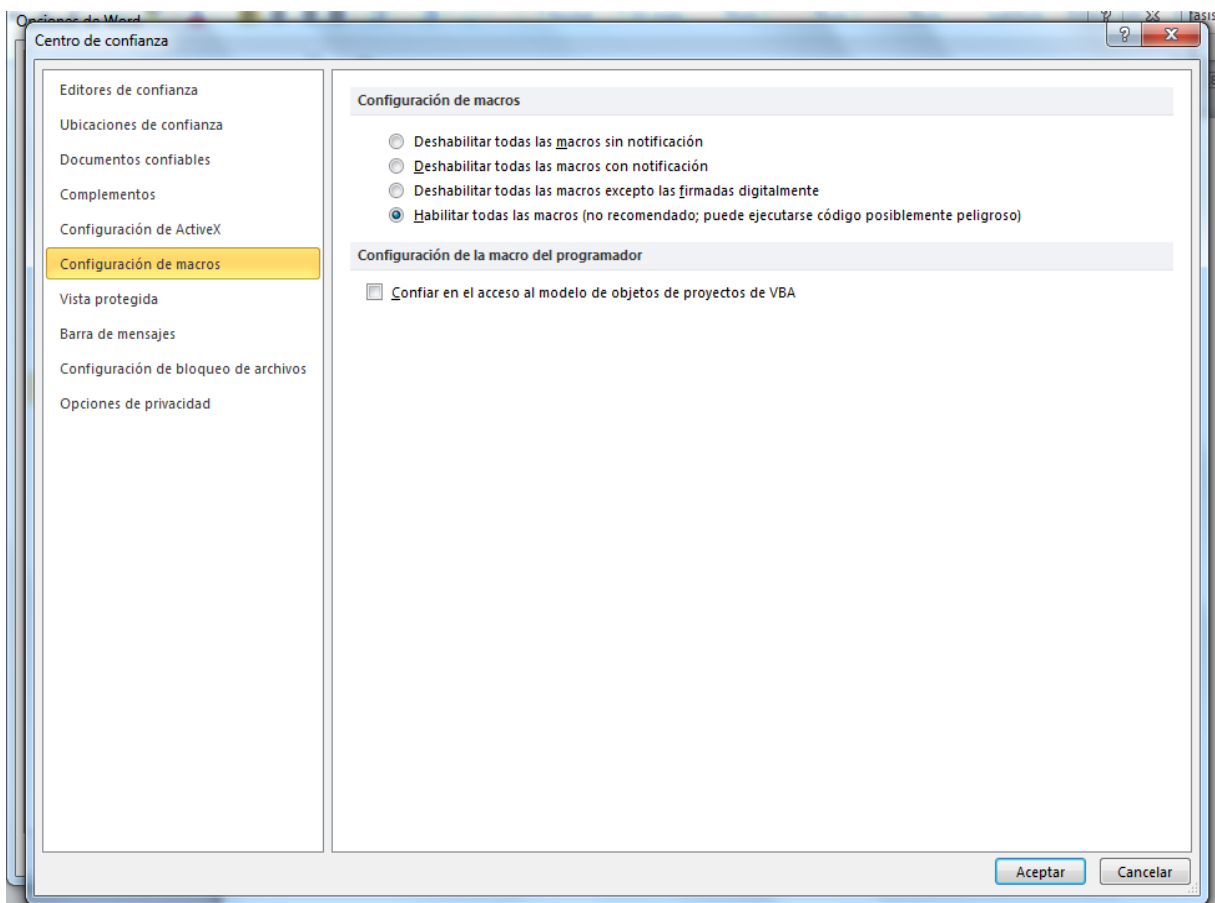 Opciones de Word
Centro de confianza
Editores de confianza
Ubicaciones de confianza
Documentos confiables
Complementos
Configuración de ActiveX
Configuración de macros
Vista protegida
Barra de mensajes
Configuración de bloqueo de archivos
Opciones de privacidad
Configuración de macros
Deshabilitar todas las macros sin notificación
Deshabilitar todas las macros con notificación
Deshabilitar todas las macros excepto las firmadas digitalmente
Habilitar todas las macros (no recomendado; puede ejecutarse código posiblemente peligroso)
Configuración de la macro del programador
Confiar en el acceso al modelo de objetos de proyectos de VBA
Aceptar
Cancelar